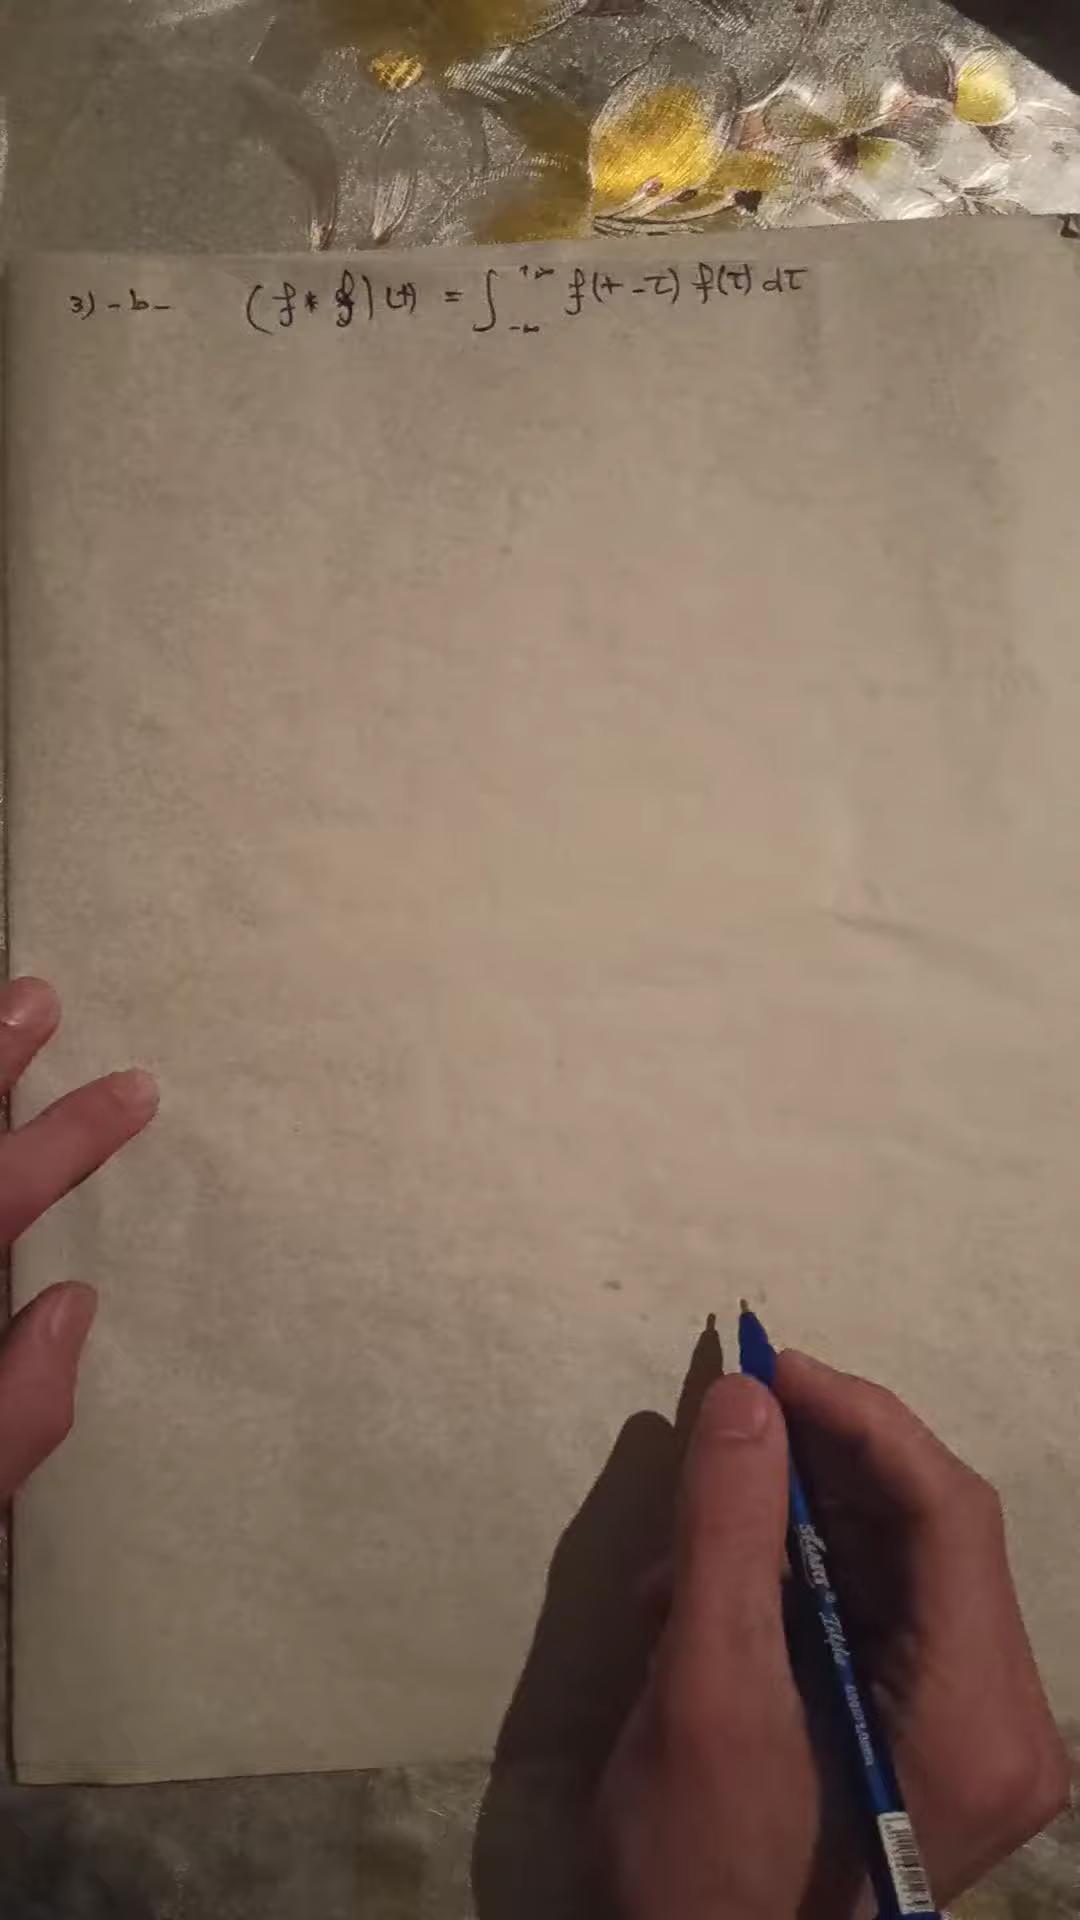 3) - b - (f * f)(t) = ∫_{-∞}^{+∞} f(t - τ) f(τ) dτ